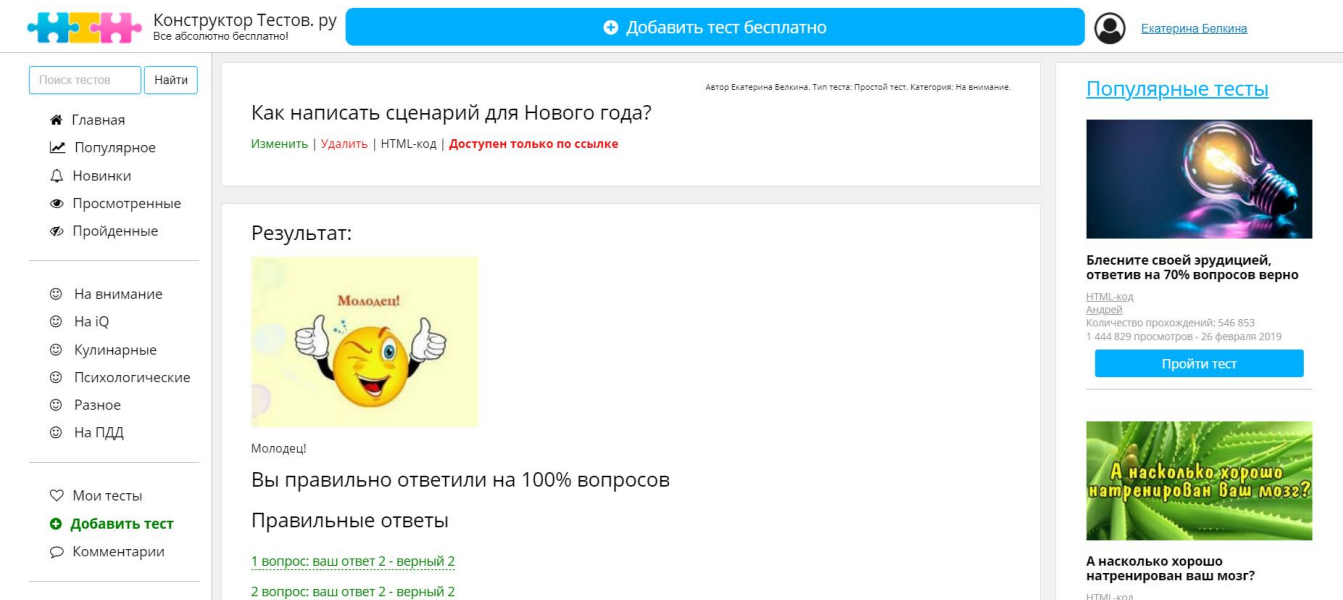 Конструктор Тестов. ру
Все абсолютно бесплатно!
Добавить тест бесплатно
Екатерина Белкина
Поиск тестов
Найти
Главная
Популярное
Новинки
Просмотренные
Пройденные
На внимание
На iQ
Кулинарные
Психологические
Разное
На ПДД
Мои тесты
Добавить тест
Комментарии
Автор Екатерина Белкина. Тип теста: Простой тест. Категория: На внимание.
Как написать сценарий для Нового года?
Изменить | Удалить | HTML-код | Доступен только по ссылке
Результат:
Молодец!
Молодец!
Вы правильно ответили на 100% вопросов
Правильные ответы
1 вопрос: ваш ответ 2 - верный 2
2 вопрос: ваш ответ 2 - верный 2
Популярные тесты
Блесните своей эрудицией,
ответив на 70% вопросов верно
HTML-код
Андрей
Количество прохождений: 546 853
1 444 829 просмотров - 26 февраля 2019
Пройти тест
А насколько хорошо
натренирован Ваш мозг?
А насколько хорошо
натренирован ваш мозг?
HTML-код